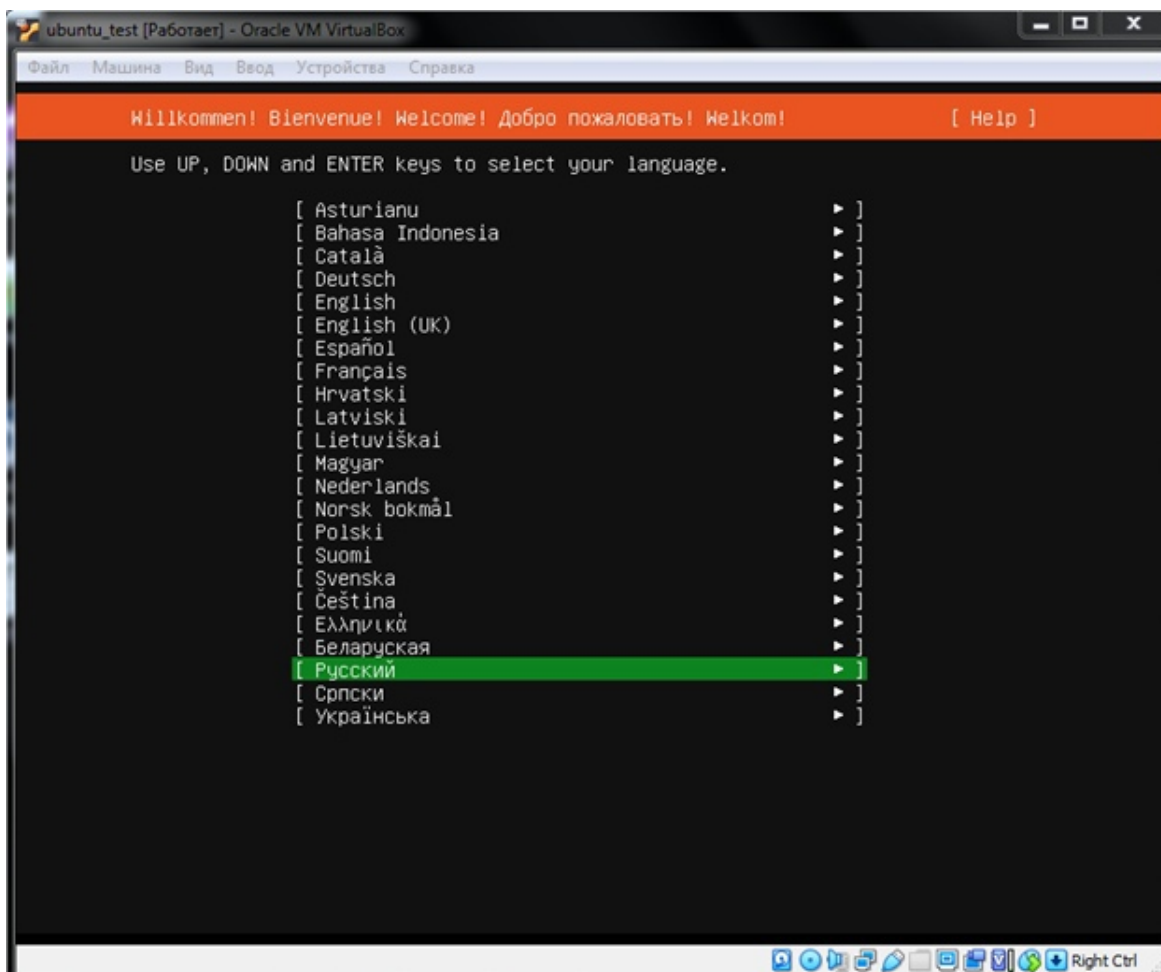 ubuntu_test [Работает] - Oracle VM VirtualBox
Файл Машина Вид Ввод Устройства Справка
Willkommen! Bienvenue! Welcome! Добро пожаловать! Welkom! [ Help ]
Use UP, DOWN and ENTER keys to select your language.
[ Asturianu ► ]
[ Bahasa Indonesia ► ]
[ Català ► ]
[ Deutsch ► ]
[ English ► ]
[ English (UK) ► ]
[ Español ► ]
[ Français ► ]
[ Hrvatski ► ]
[ Latviski ► ]
[ Lietuviškai ► ]
[ Magyar ► ]
[ Nederlands ► ]
[ Norsk bokmål ► ]
[ Polski ► ]
[ Suomi ► ]
[ Svenska ► ]
[ Čeština ► ]
[ Ελληνικά ► ]
[ Беларуская ► ]
[ Русский ► ]
[ Српски ► ]
[ Українська ► ]
Right Ctrl